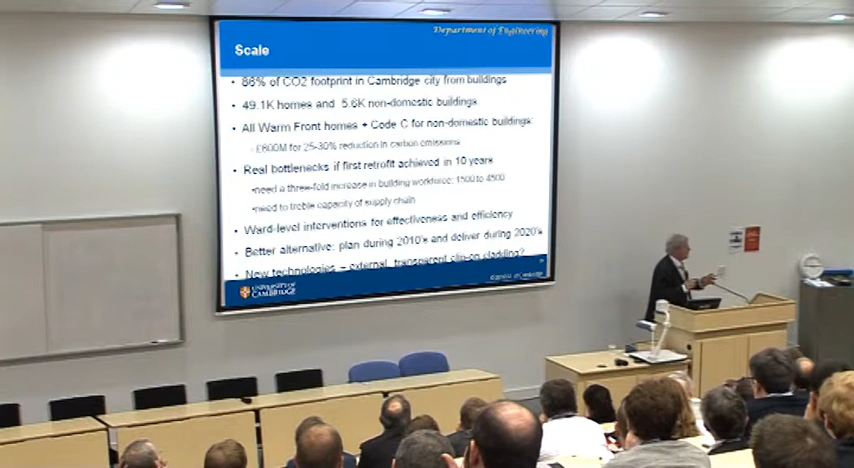 Department of Engineering
Scale
• 86% of CO2 footprint in Cambridge city from buildings
• 49.1K homes and 5.6K non-domestic buildings
• All Warm Front homes + Code C for non-domestic buildings:
- £800M for 25-30% reduction in carbon emissions
• Real bottlenecks if first retrofit achieved in 10 years
•need a three-fold increase in building workforce: 1500 to 4500
•need to treble capacity of supply chain
• Ward-level interventions for effectiveness and efficiency
• Better alternative: plan during 2010's and deliver during 2020's
• New technologies – external, transparent clip-on cladding?
UNIVERSITY OF
CAMBRIDGE